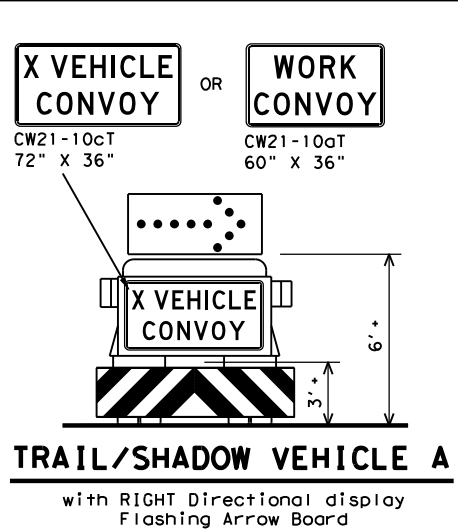 X VEHICLE
CONVOY
OR
WORK
CONVOY
CW21-10cT
72" X 36"
CW21-10aT
60" X 36"
X VEHICLE
CONVOY
6'+
3'+
TRAIL/SHADOW VEHICLE A
with RIGHT Directional display
Flashing Arrow Board